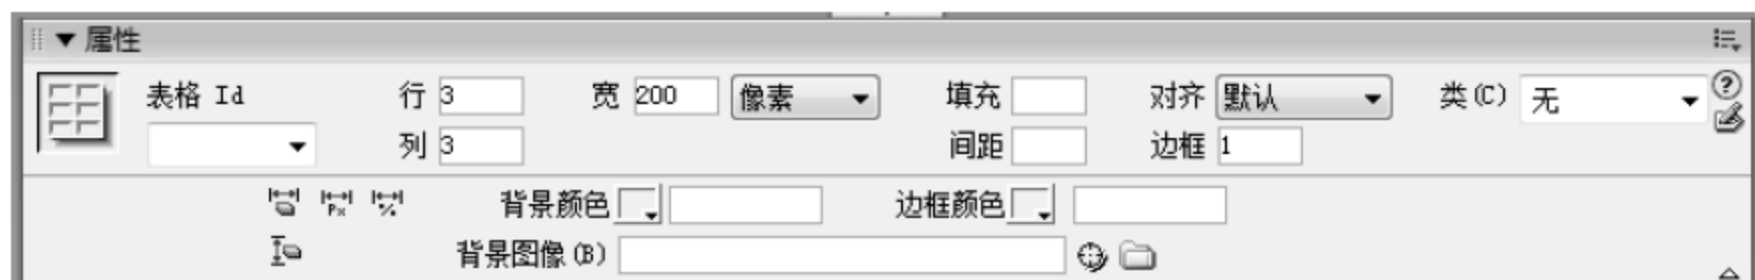 属性
表格 Id 行 3 宽 200 像素 填充 对齐 默认 类(C) 无
列 3 间距 边框 1
背景颜色 边框颜色
背景图像(B)